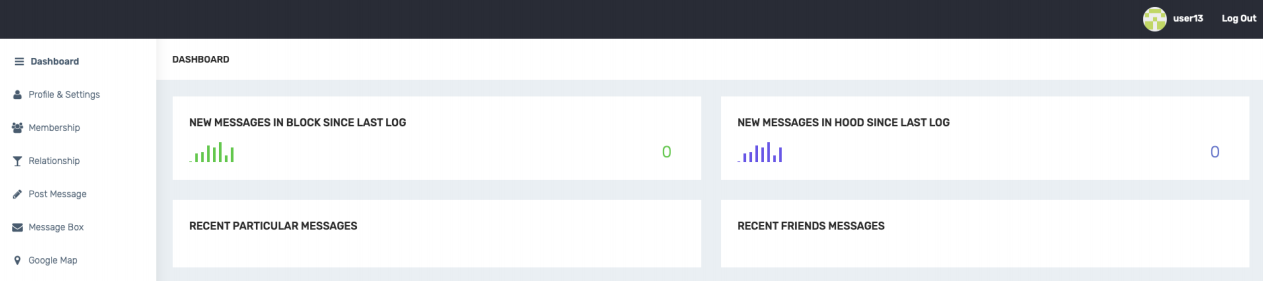 user13 Log Out
Dashboard
Profile & Settings
Membership
Relationship
Post Message
Message Box
Google Map
DASHBOARD
NEW MESSAGES IN BLOCK SINCE LAST LOG
0
NEW MESSAGES IN HOOD SINCE LAST LOG
0
RECENT PARTICULAR MESSAGES
RECENT FRIENDS MESSAGES